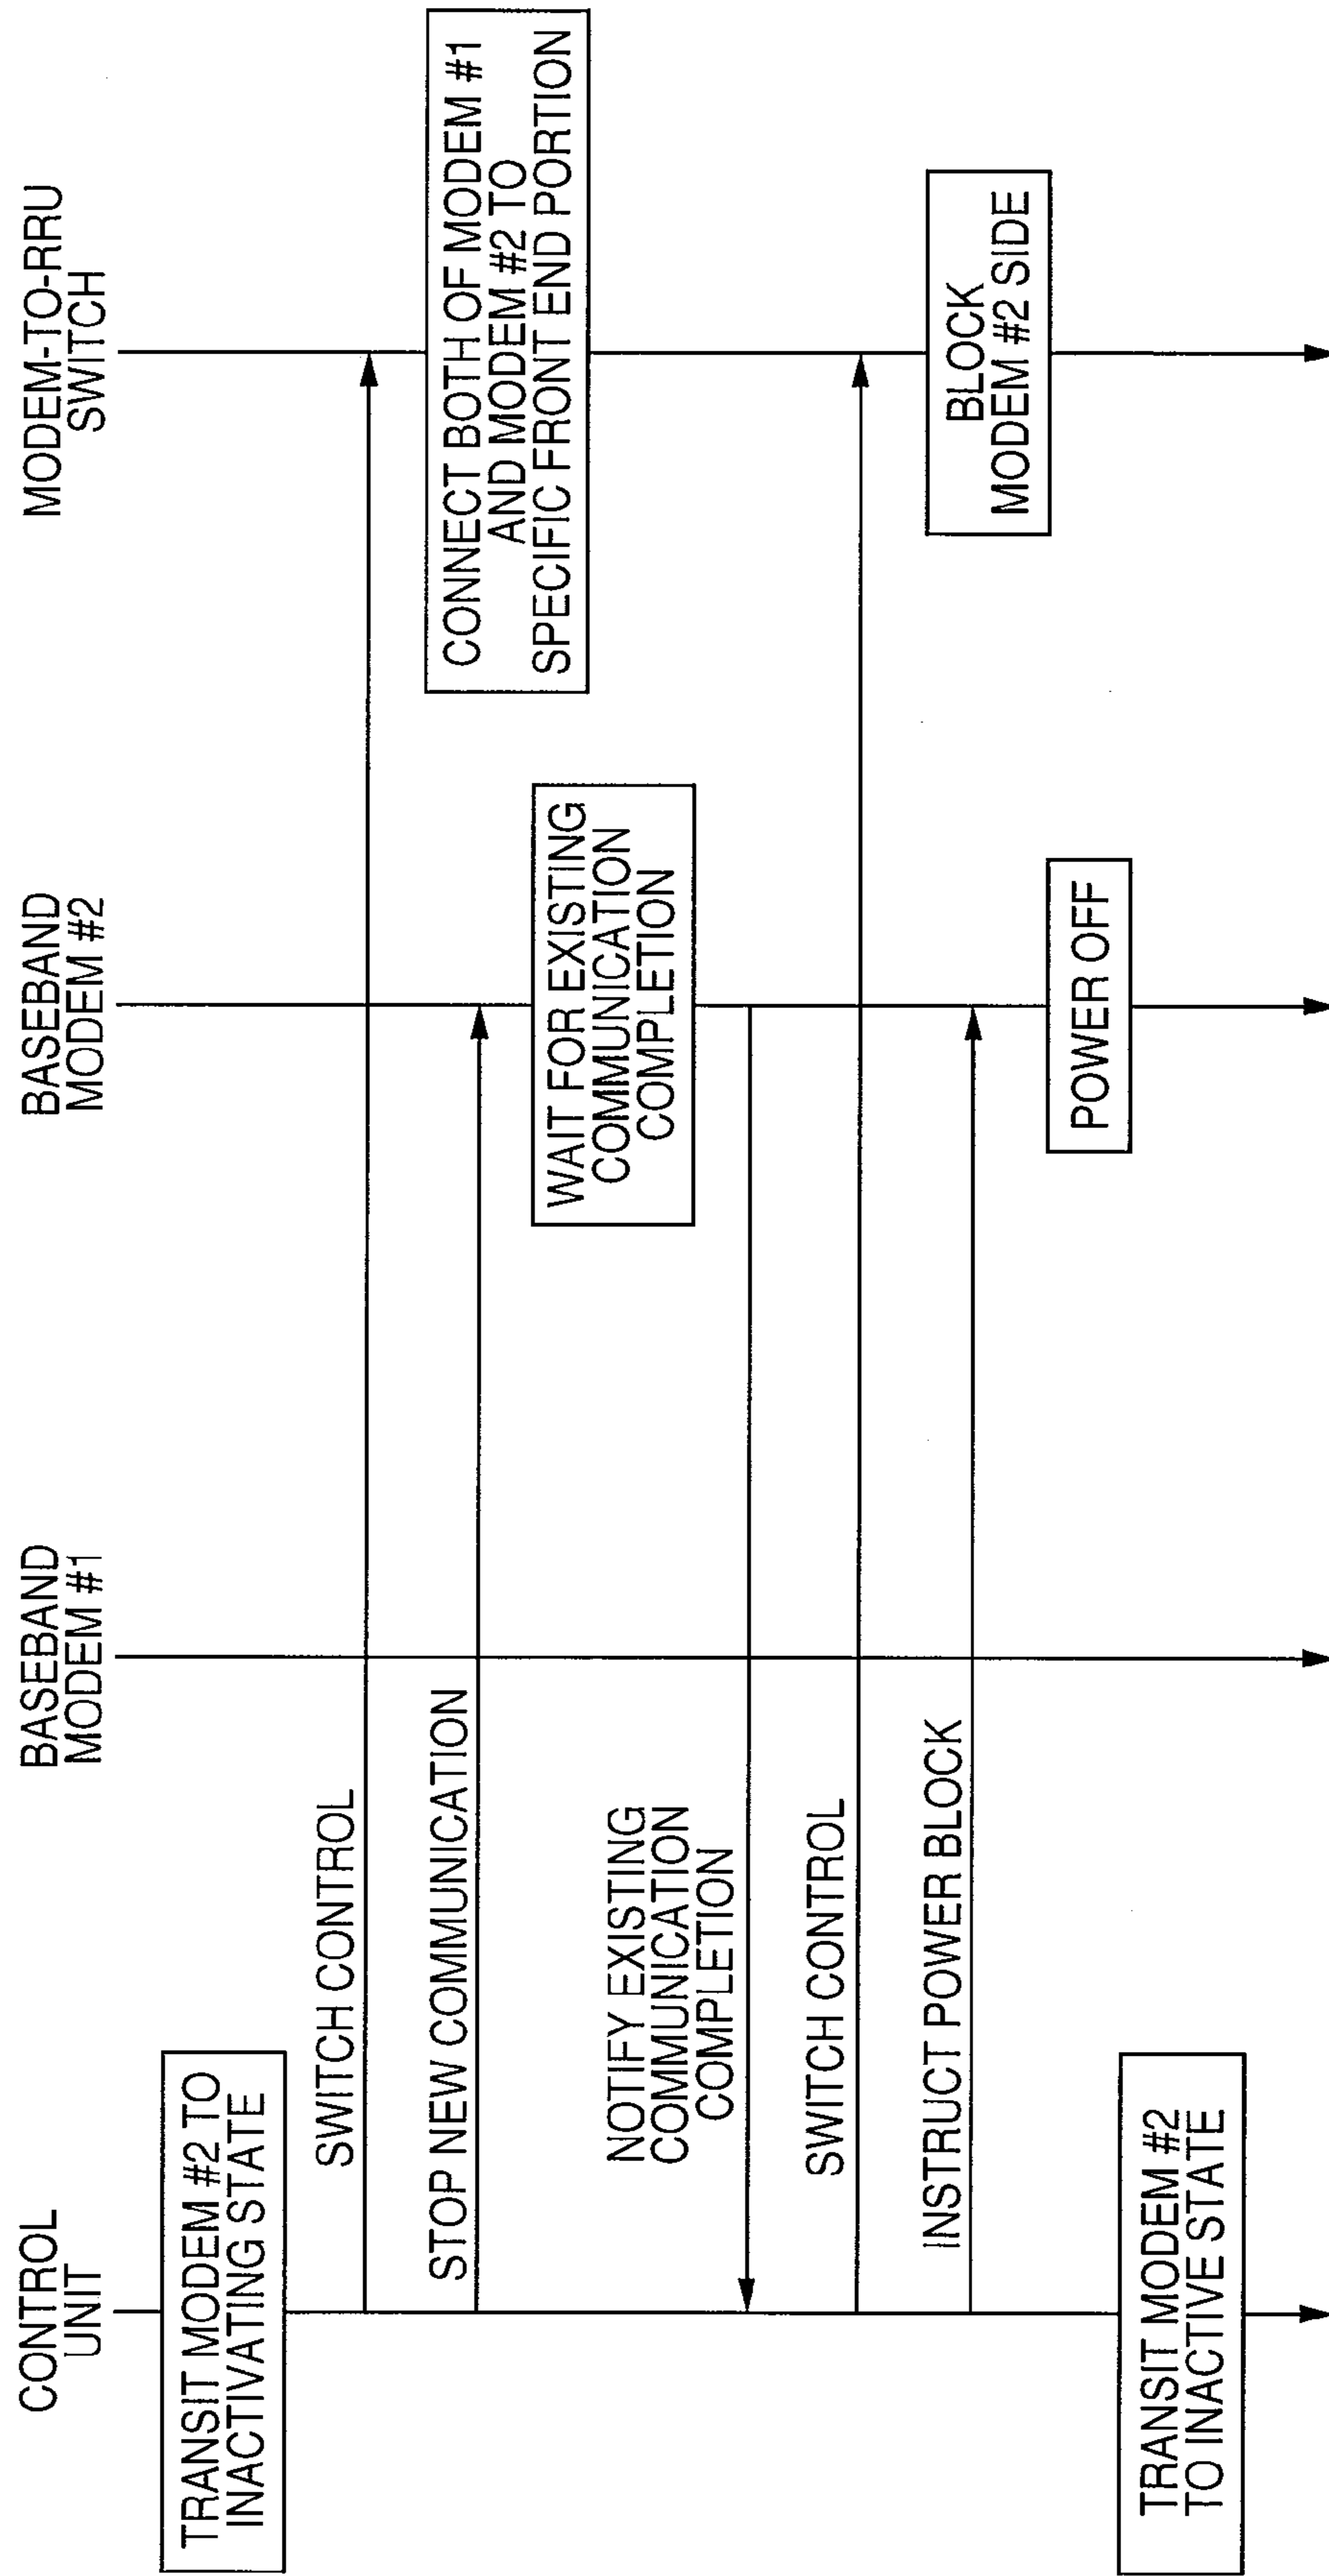 CONTROL
UNIT
BASEBAND
MODEM #1
BASEBAND
MODEM #2
MODEM-TO-RRU
SWITCH
TRANSIT MODEM #2 TO
INACTIVATING STATE
SWITCH CONTROL
CONNECT BOTH OF MODEM #1
AND MODEM #2 TO
SPECIFIC FRONT END PORTION
STOP NEW COMMUNICATION
WAIT FOR EXISTING
COMMUNICATION
COMPLETION
NOTIFY EXISTING
COMMUNICATION
COMPLETION
SWITCH CONTROL
BLOCK
MODEM #2 SIDE
INSTRUCT POWER BLOCK
POWER OFF
TRANSIT MODEM #2
TO INACTIVE STATE